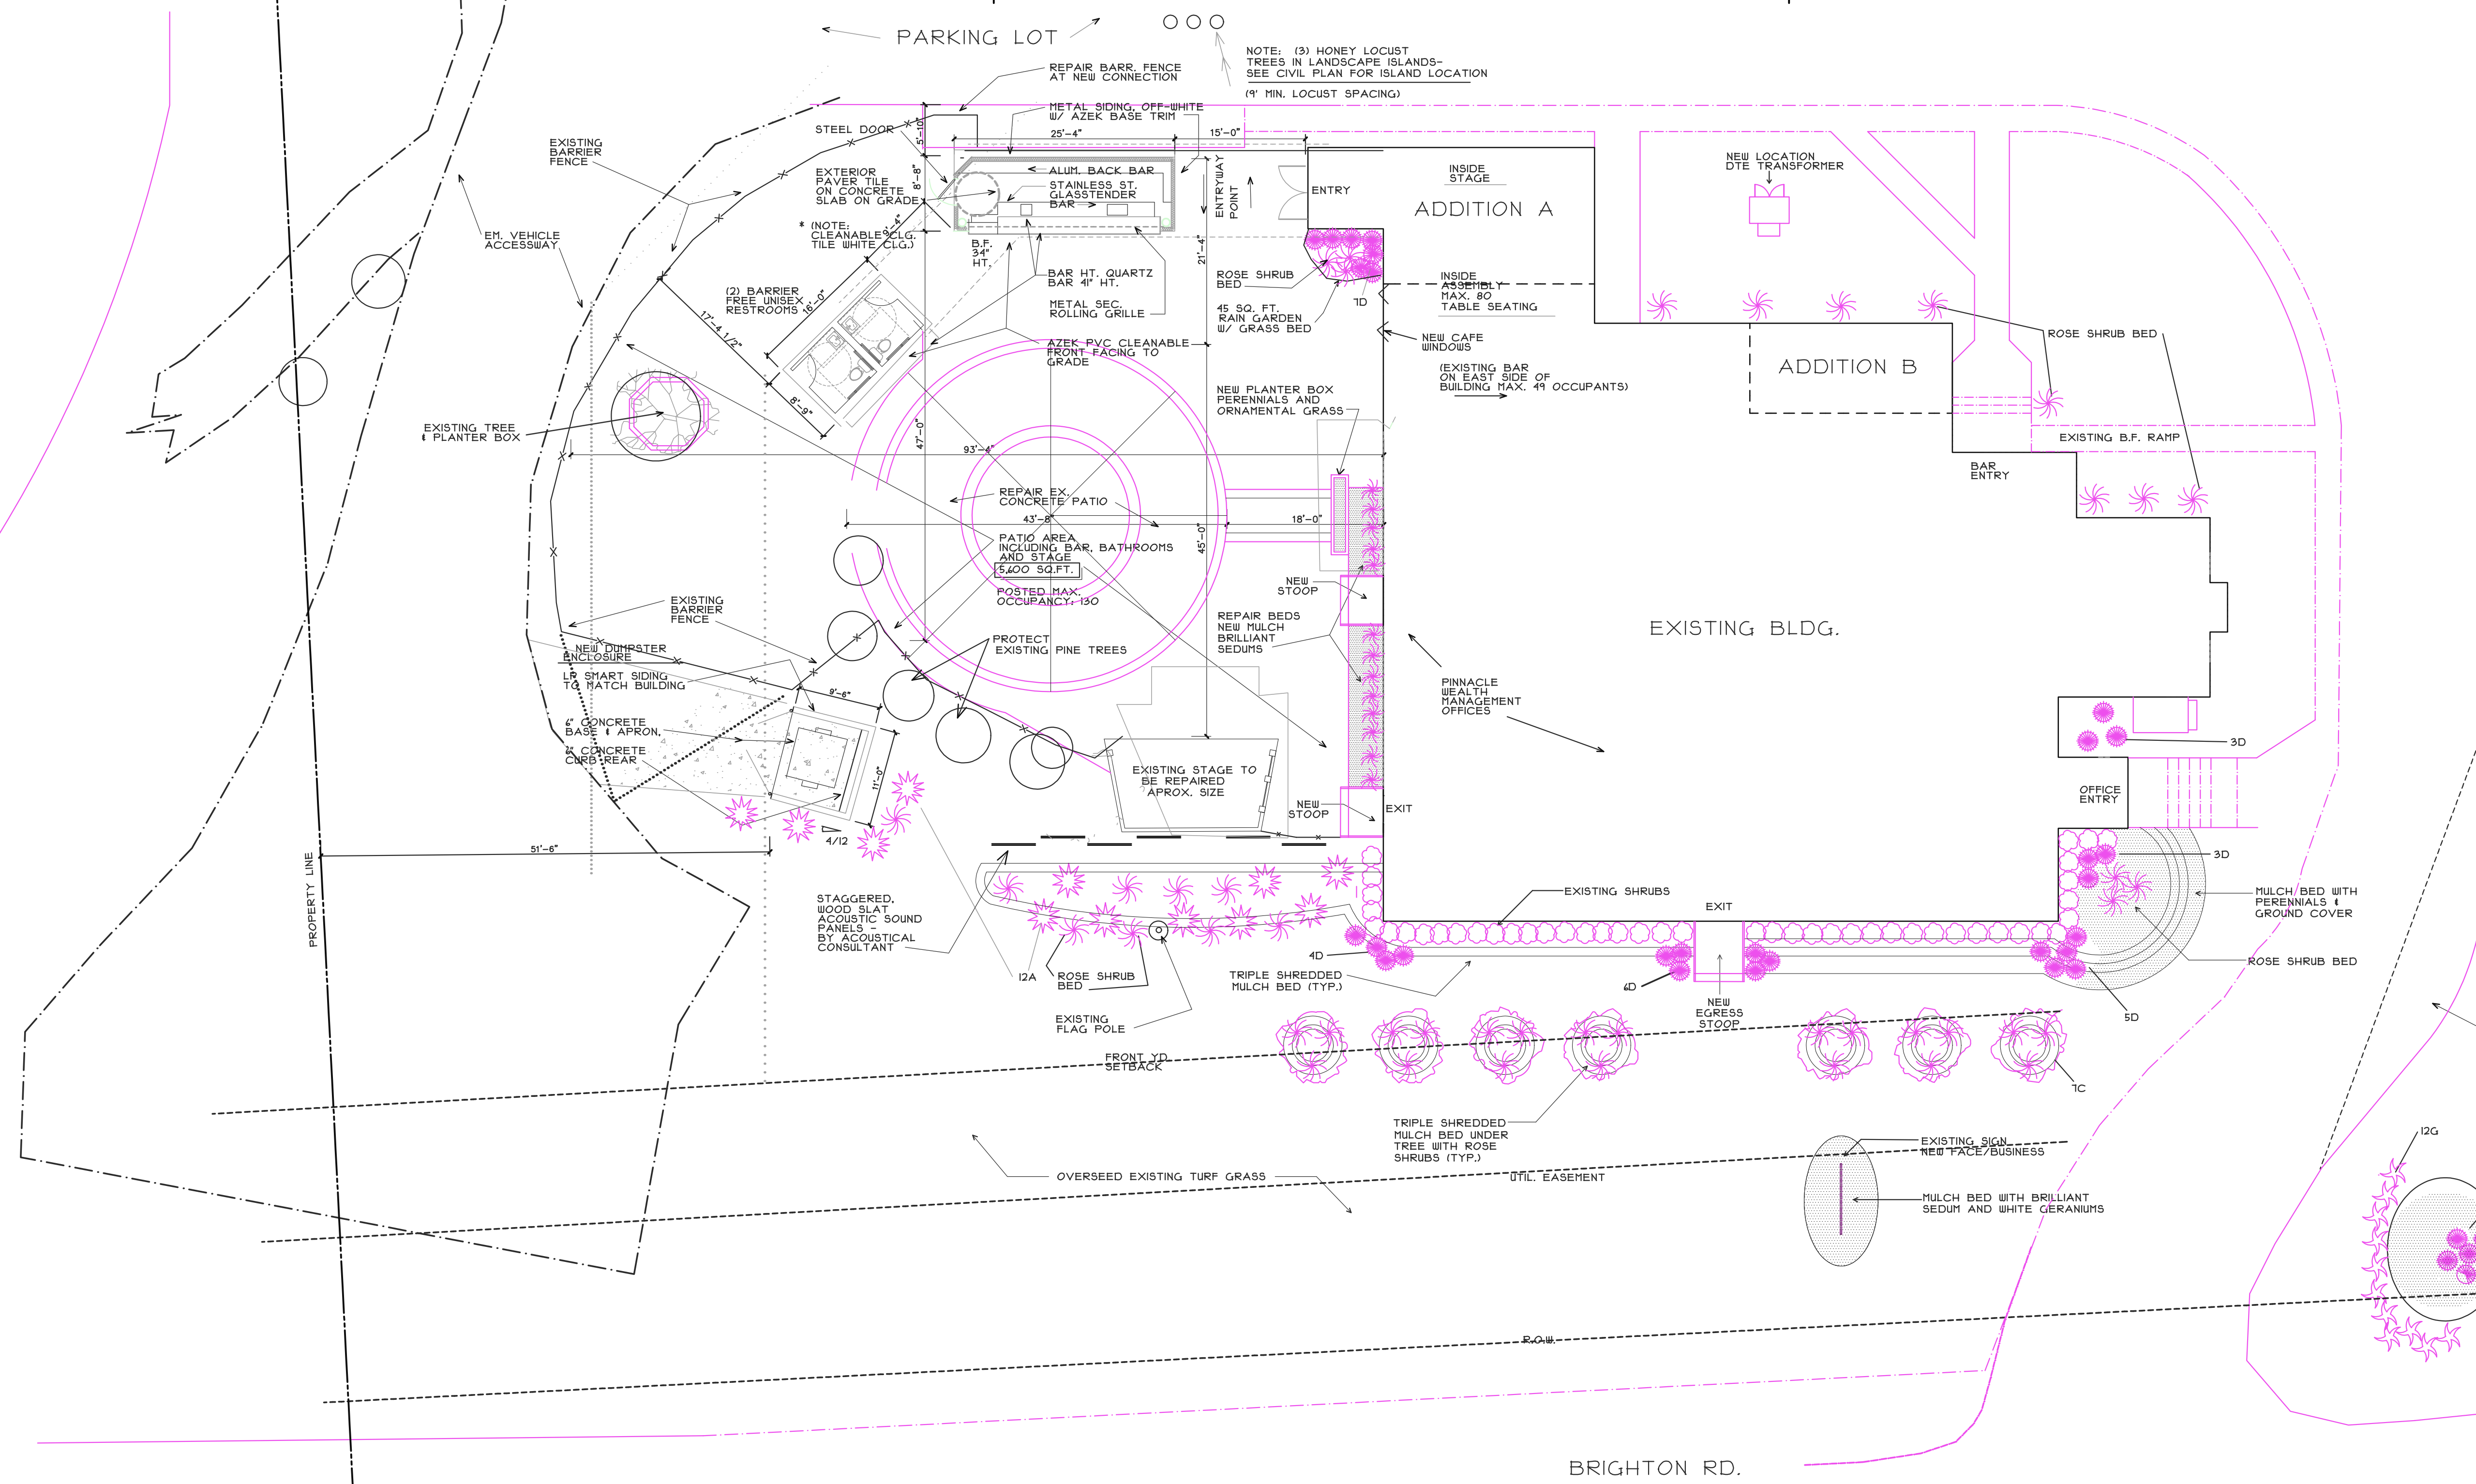 PARKING LOT
NOTE: (3) HONEY LOCUST
TREES IN LANDSCAPE ISLANDS-
SEE CIVIL PLAN FOR ISLAND LOCATION
(9' MIN. LOCUST SPACING)
REPAIR BARR. FENCE
AT NEW CONNECTION
METAL SIDING, OFF-WHITE
W/ AZEK BASE TRIM
STEEL DOOR
5'-10"
25'-4"
15'-0"
EXISTING
BARRIER
FENCE
EXTERIOR
PAVER TILE
ON CONCRETE
SLAB ON GRADE
8'-8"
ALUM. BACK BAR
STAINLESS ST.
GLASSTENDER
BAR
ENTRYWAY
POINT
ENTRY
INSIDE
STAGE
ADDITION A
NEW LOCATION
DTE TRANSFORMER
* (NOTE:
CLEANABLE CLG.
TILE WHITE CLG.)
9'-4"
EM. VEHICLE
ACCESSWAY
B.F.
34"
HT.
21'-4"
BAR HT. QUARTZ
BAR 41" HT.
METAL SEC.
ROLLING GRILLE
ROSE SHRUB
BED
7D
INSIDE
ASSEMBLY
MAX. 80
TABLE SEATING
(2) BARRIER
FREE UNISEX
RESTROOMS
16'-0"
17'-4 1/2"
45 SQ. FT.
RAIN GARDEN
W/ GRASS BED
NEW CAFE
WINDOWS
ROSE SHRUB BED
AZEK PVC CLEANABLE
FRONT FACING TO
GRADE
ADDITION B
(EXISTING BAR
ON EAST SIDE OF
BUILDING MAX. 49 OCCUPANTS)
NEW PLANTER BOX
PERENNIALS AND
ORNAMENTAL GRASS
8'-9"
EXISTING TREE
& PLANTER BOX
47'-0"
93'-4"
EXISTING B.F. RAMP
BAR
ENTRY
REPAIR EX.
CONCRETE PATIO
43'-8"
18'-0"
45'-0"
PATIO AREA
INCLUDING BAR, BATHROOMS
AND STAGE
5,600 SQ.FT.
POSTED MAX.
OCCUPANCY: 130
NEW
STOOP
EXISTING
BARRIER
FENCE
REPAIR BEDS
NEW MULCH
BRILLIANT
SEDUMS
EXISTING BLDG.
PROTECT
EXISTING PINE TREES
NEW DUMPSTER
ENCLOSURE
LP SMART SIDING
TO MATCH BUILDING
9'-6"
PINNACLE
WEALTH
MANAGEMENT
OFFICES
6" CONCRETE
BASE & APRON,
6" CONCRETE
CURB REAR
11'-0"
3D
EXISTING STAGE TO
BE REPAIRED
APROX. SIZE
OFFICE
ENTRY
NEW
STOOP
EXIT
4/12
51'-6"
PROPERTY LINE
3D
EXISTING SHRUBS
EXIT
MULCH BED WITH
PERENNIALS &
GROUND COVER
STAGGERED,
WOOD SLAT
ACOUSTIC SOUND
PANELS -
BY ACOUSTICAL
CONSULTANT
12A
ROSE SHRUB
BED
4D
TRIPLE SHREDDED
MULCH BED (TYP.)
6D
ROSE SHRUB BED
NEW
EGRESS
STOOP
5D
EXISTING
FLAG POLE
FRONT YD.
SETBACK
7C
TRIPLE SHREDDED
MULCH BED UNDER
TREE WITH ROSE
SHRUBS (TYP.)
EXISTING SIGN
NEW FACE/BUSINESS
12G
OVERSEED EXISTING TURF GRASS
UTIL. EASEMENT
MULCH BED WITH BRILLIANT
SEDUM AND WHITE GERANIUMS
R.O.W.
BRIGHTON RD.